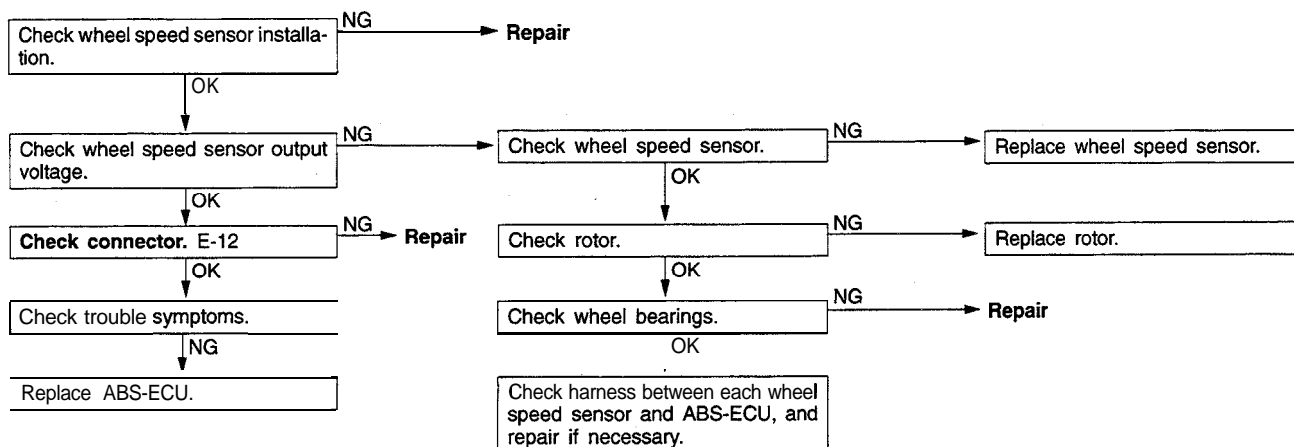 NG
Check wheel speed sensor installa-
tion.
Repair
OK
NG
NG
Check wheel speed sensor output
voltage.
Check wheel speed sensor.
Replace wheel speed sensor.
OK
OK
NG
NG
Check connector. E-12
Repair
Check rotor.
Replace rotor.
OK
OK
NG
Check trouble symptoms.
Check wheel bearings.
Repair
NG
OK
Replace ABS-ECU.
Check harness between each wheel
speed sensor and ABS-ECU, and
repair if necessary.